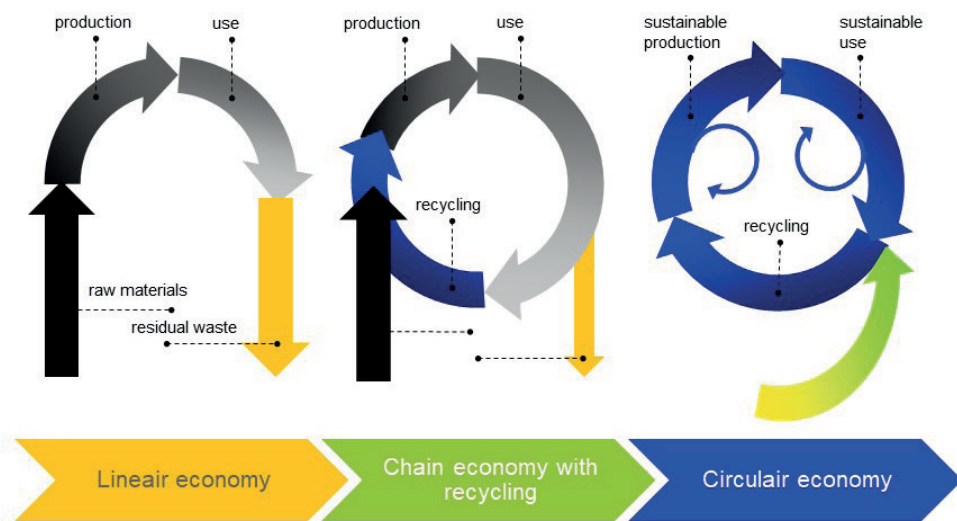 production
use
raw materials
residual waste
production
use
recycling
sustainable
production
sustainable
use
recycling
Lineair economy
Chain economy with
recycling
Circulair economy